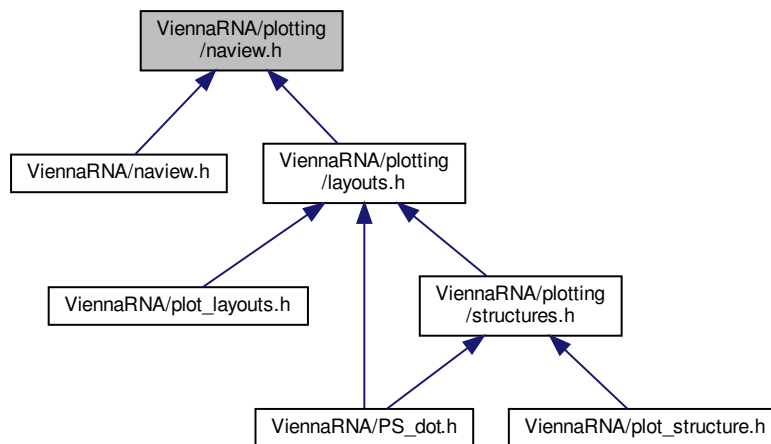 ViennaRNA/plotting
/naview.h
ViennaRNA/naview.h
ViennaRNA/plotting
/layouts.h
ViennaRNA/plot_layouts.h
ViennaRNA/plotting
/structures.h
ViennaRNA/PS_dot.h
ViennaRNA/plot_structure.h